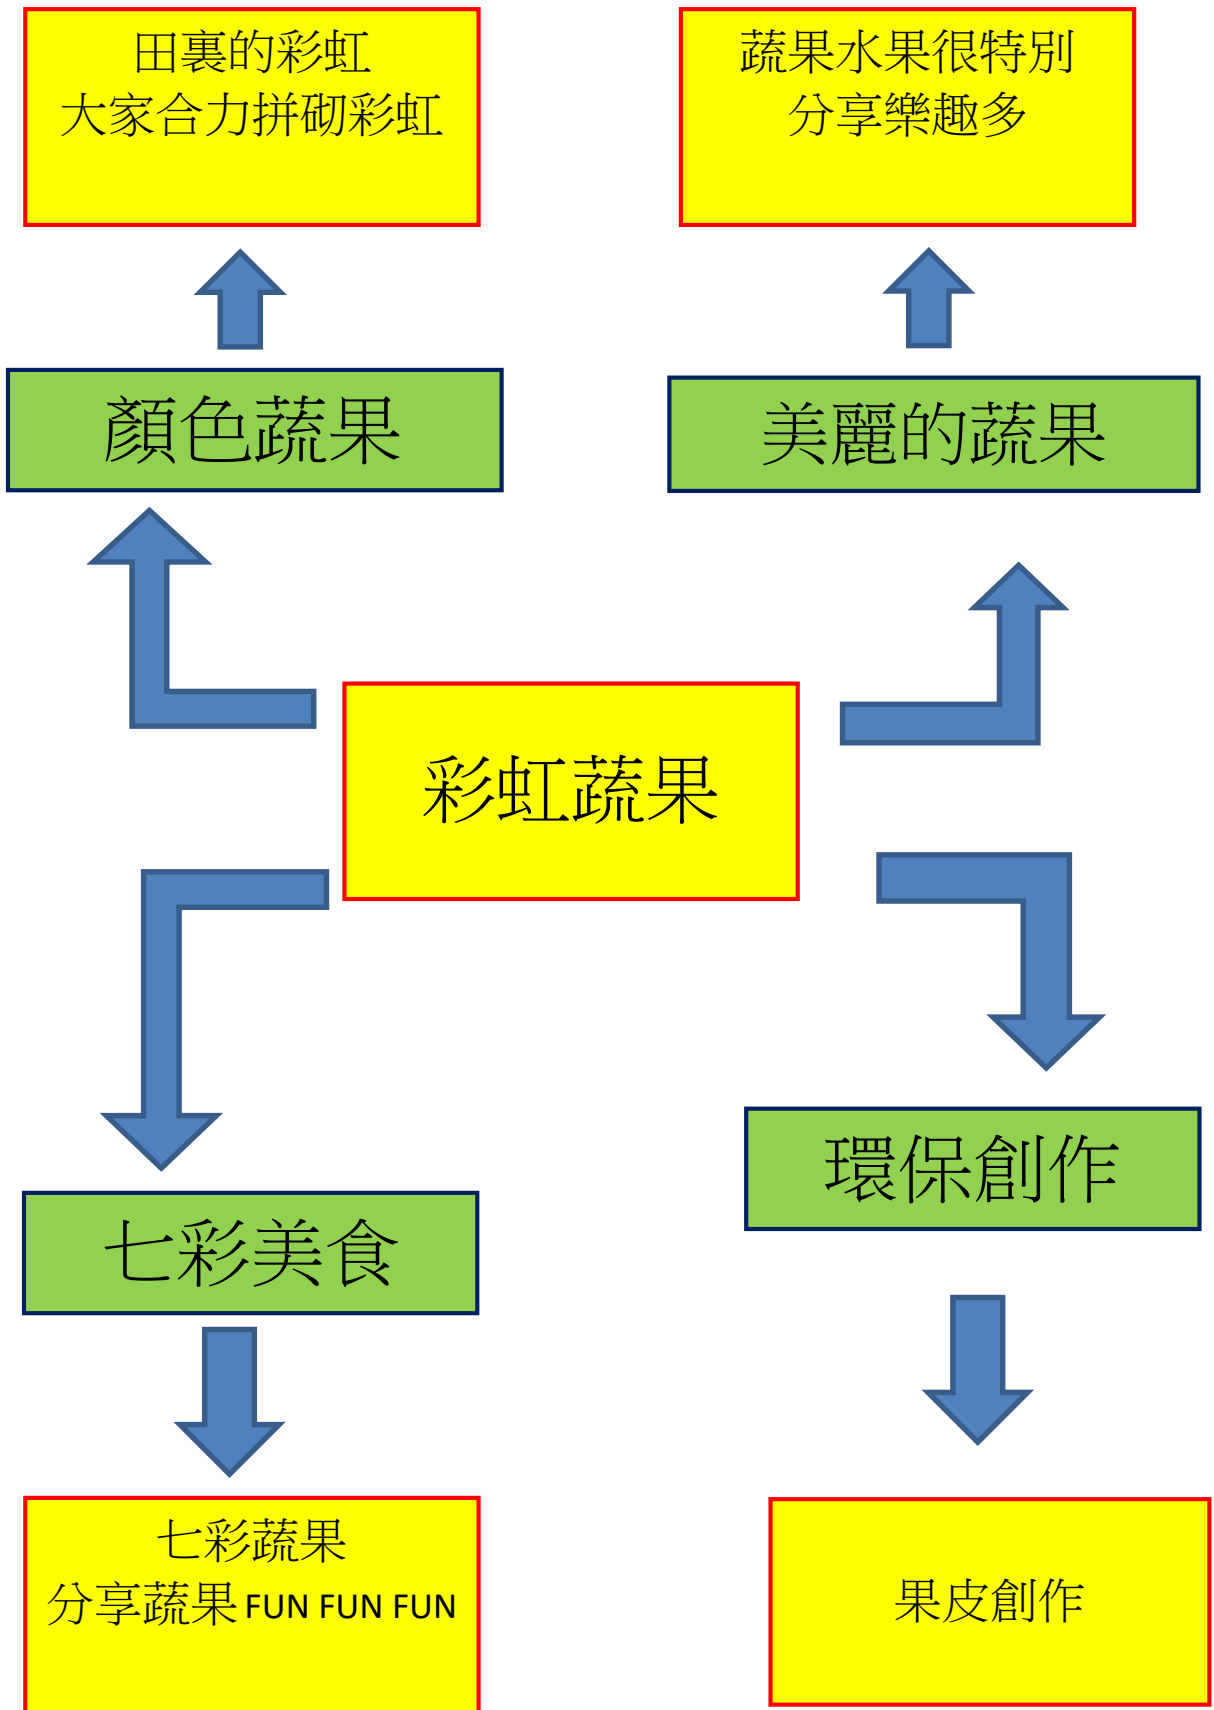 田裏的彩虹
大家合力拼砌彩虹
蔬果水果很特別
分享樂趣多
顏色蔬果
美麗的蔬果
彩虹蔬果
環保創作
七彩美食
七彩蔬果
分享蔬果 FUN FUN FUN
果皮創作